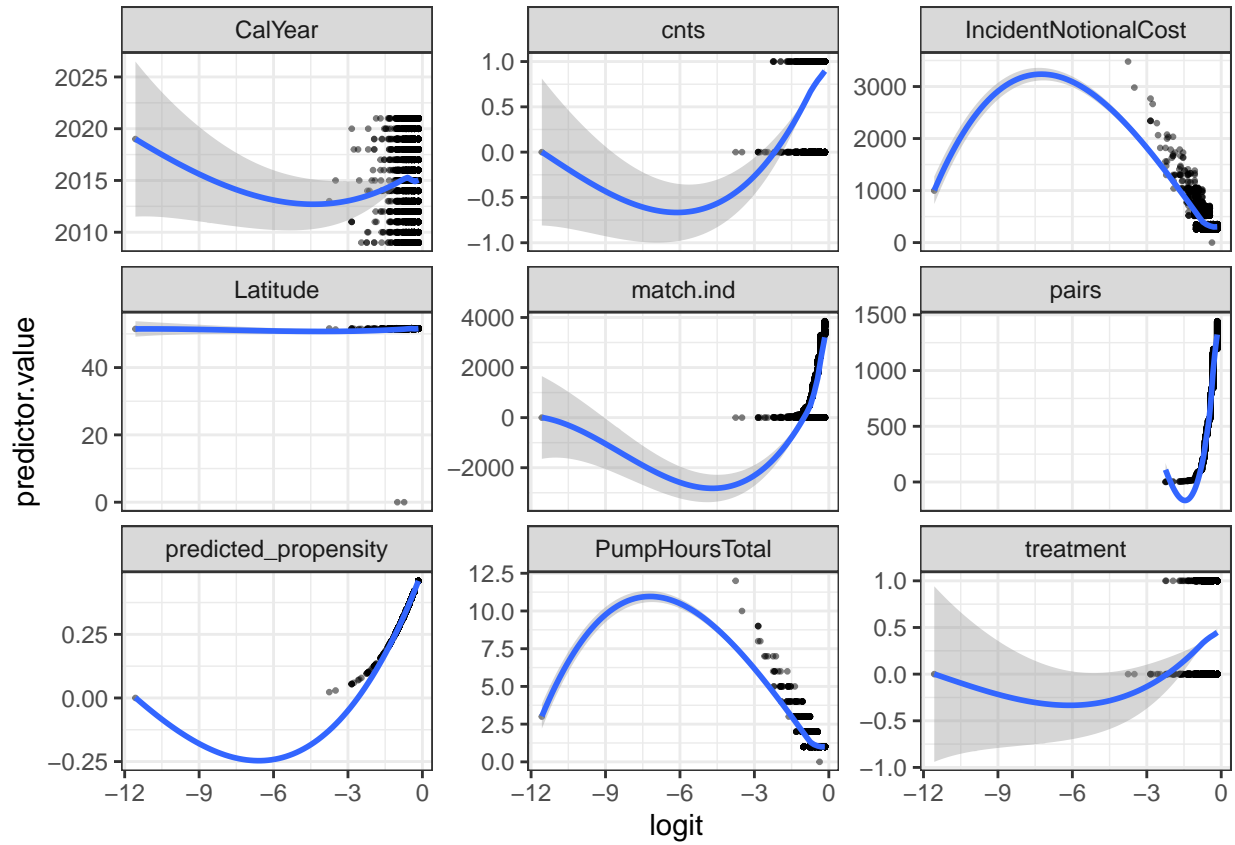 CalYear
cnts
IncidentNotionalCost
2025
2020
2015
2010
1.0
0.5
0.0
−0.5
−1.0
3000
2000
1000
0
Latitude
match.ind
pairs
40
20
0
4000
2000
0
−2000
1500
1000
500
0
predicted_propensity
PumpHoursTotal
treatment
0.25
0.00
−0.25
12.5
10.0
7.5
5.0
2.5
0.0
1.0
0.5
0.0
−0.5
−1.0
−12 −9 −6 −3 0
−12 −9 −6 −3 0
−12 −9 −6 −3 0
predictor.value
logit